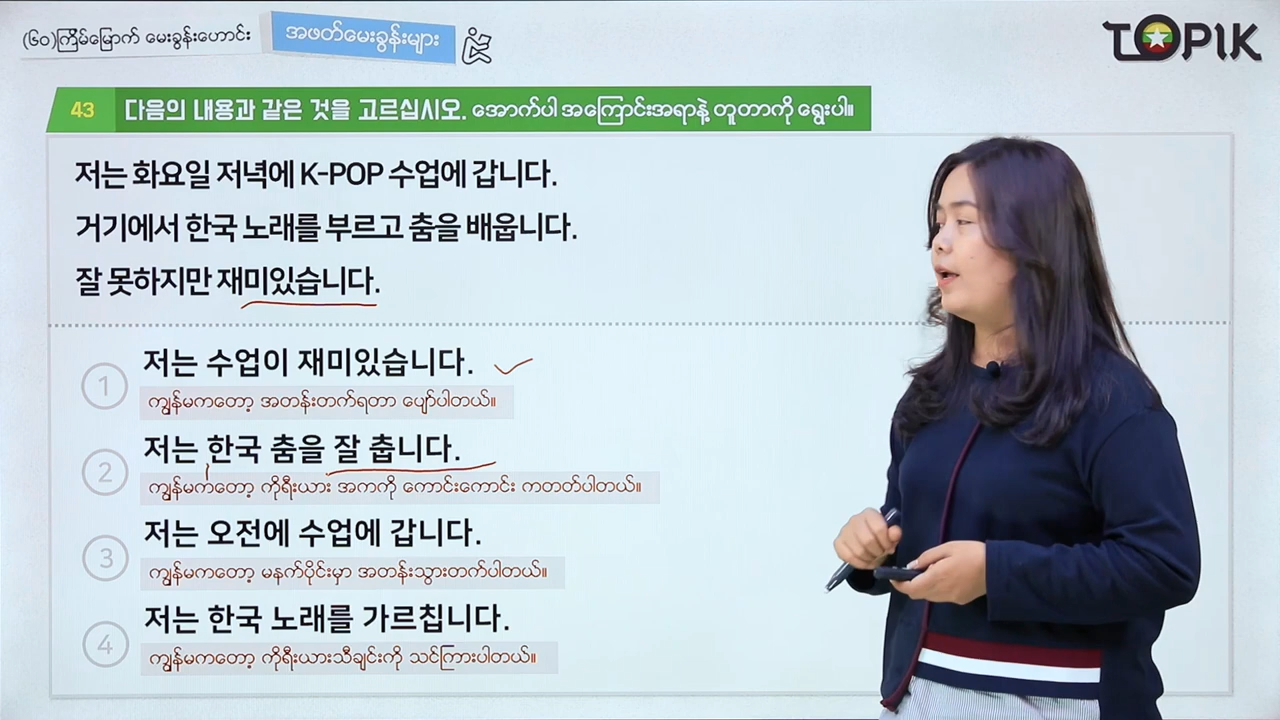 (၆၀)ကြိမ်မြောက် မေးခွန်းဟောင်း
အဖတ်မေးခွန်းများ
TOPIK
43 다음의 내용과 같은 것을 고르십시오. အောက်ပါ အကြောင်းအရာနဲ့ တူတာကို ရွေးပါ။
저는 화요일 저녁에 K-POP 수업에 갑니다.
거기에서 한국 노래를 부르고 춤을 배웁니다.
잘 못하지만 재미있습니다.
1 저는 수업이 재미있습니다.
ကျွန်မကတော့ အတန်းတက်ရတာ ပျော်ပါတယ်။
2 저는 한국 춤을 잘 춥니다.
ကျွန်မကတော့ ကိုရီးယား အကကို ကောင်းကောင်း ကတတ်ပါတယ်။
3 저는 오전에 수업에 갑니다.
ကျွန်မကတော့ မနက်ပိုင်းမှာ အတန်းသွားတက်ပါတယ်။
4 저는 한국 노래를 가르칩니다.
ကျွန်မကတော့ ကိုရီးယားသီချင်းကို သင်ကြားပါတယ်။